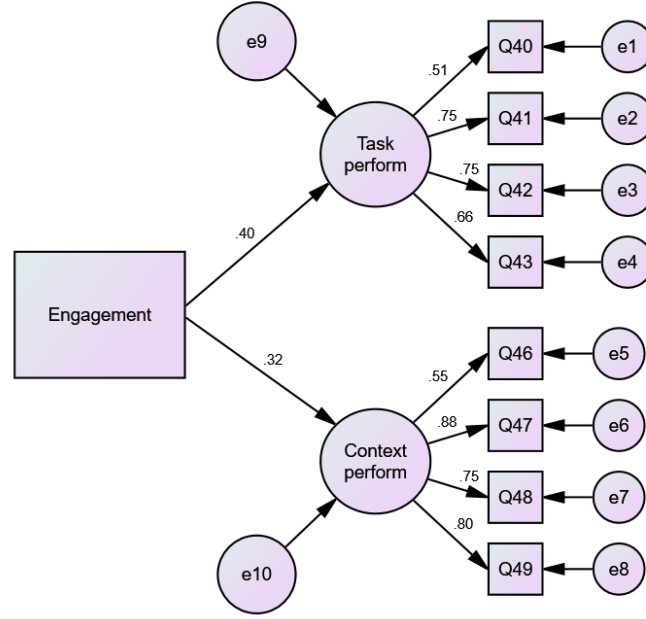 e9
Q40
e1
.51
Q41
e2
.75
Task
perform
.75
Q42
e3
.66
Q43
e4
.40
Engagement
.32
Q46
e5
.55
Q47
e6
.88
Context
perform
.75
Q48
e7
.80
Q49
e8
e10